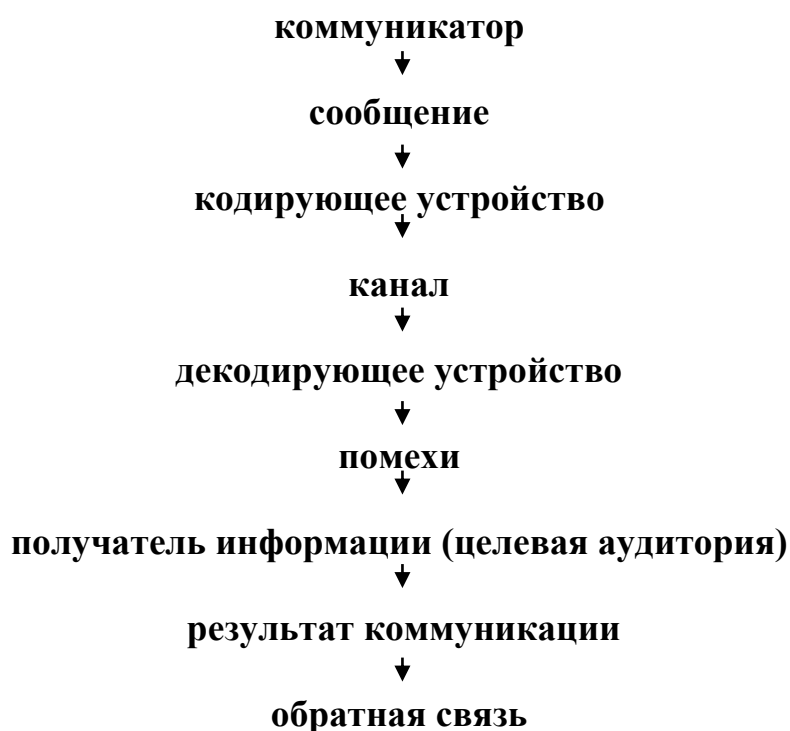 коммуникатор
сообщение
кодирующее устройство
канал
декодирующее устройство
помехи
получатель информации (целевая аудитория)
результат коммуникации
обратная связь